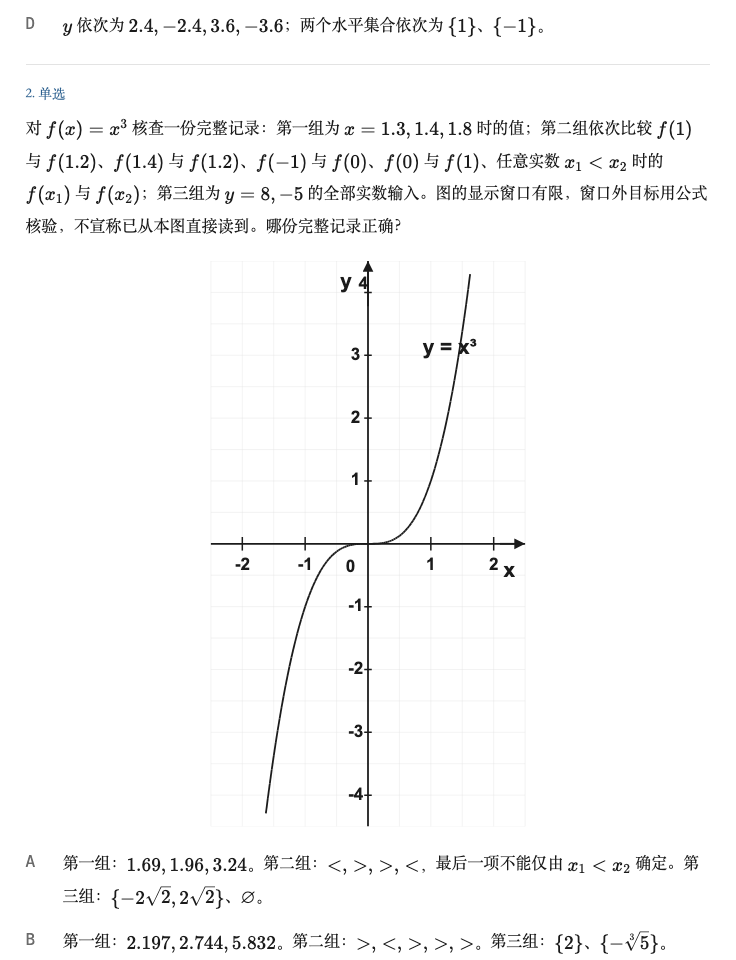 D y 依次为 2.4, −2.4, 3.6, −3.6；两个水平集合依次为 {1}、{−1}。
2. 单选
对 f(x) = x³ 核查一份完整记录：第一组为 x = 1.3, 1.4, 1.8 时的值；第二组依次比较 f(1)
与 f(1.2)、f(1.4) 与 f(1.2)、f(−1) 与 f(0)、f(0) 与 f(1)、任意实数 x₁ < x₂ 时的
f(x₁) 与 f(x₂)；第三组为 y = 8, −5 的全部实数输入。图的显示窗口有限，窗口外目标用公式
核验，不宣称已从本图直接读到。哪份完整记录正确?
y 4
y = x³
3
2
1
-2 -1 0 1 2 x
-1
-2
-3
-4
A 第一组：1.69, 1.96, 3.24。第二组：<, >, >, <，最后一项不能仅由 x₁ < x₂ 确定。第
三组：{−2√2, 2√2}、∅。
B 第一组：2.197, 2.744, 5.832。第二组：>, <, >, >, >。第三组：{2}、{−∛5}。